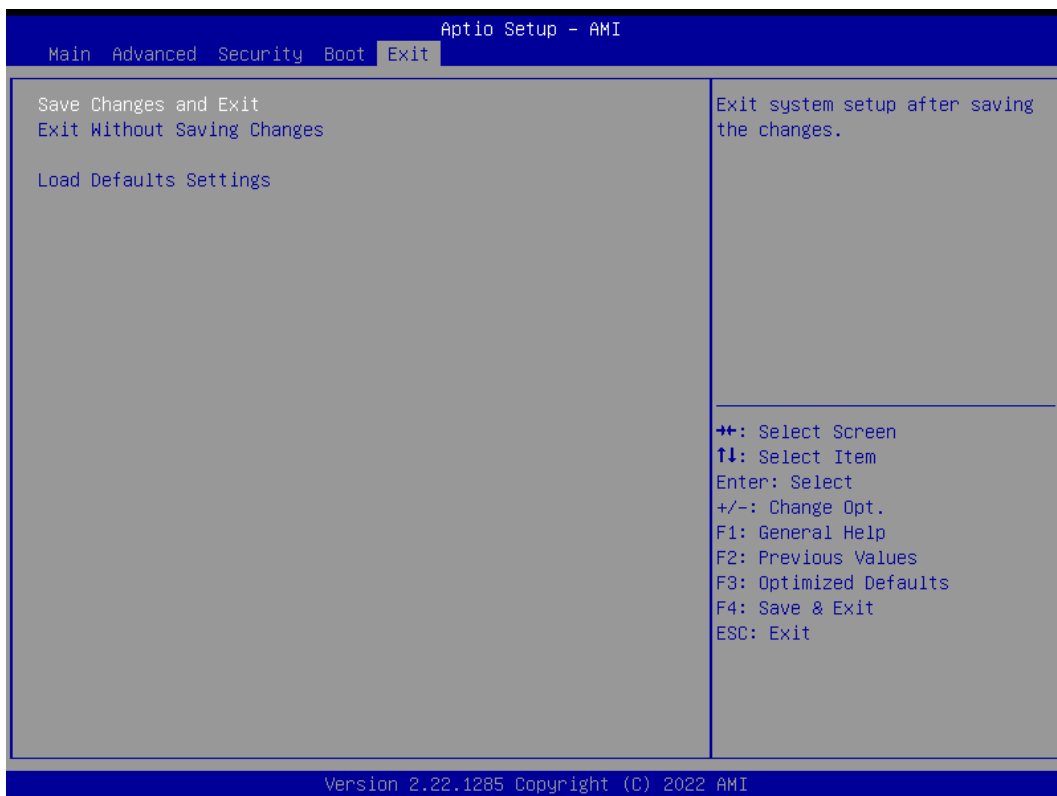 Aptio Setup – AMI
Main Advanced Security Boot Exit
Save Changes and Exit
Exit Without Saving Changes
Load Defaults Settings
Exit system setup after saving
the changes.
→←: Select Screen
↑↓: Select Item
Enter: Select
+/-: Change Opt.
F1: General Help
F2: Previous Values
F3: Optimized Defaults
F4: Save & Exit
ESC: Exit
Version 2.22.1285 Copyright (C) 2022 AMI